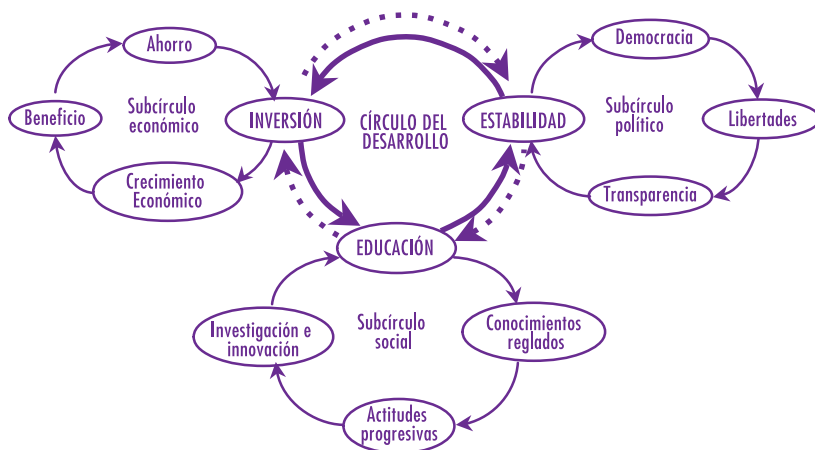 Ahorro
Beneficio
Subcírculo
económico
INVERSIÓN
Crecimiento
Económico
CÍRCULO DEL
DESARROLLO
Democracia
ESTABILIDAD
Subcírculo
político
Libertades
Transparencia
EDUCACIÓN
Investigación e
innovación
Subcírculo
social
Conocimientos
reglados
Actitudes
progresivas